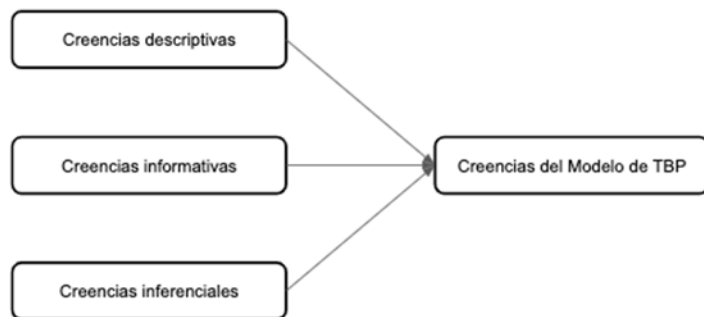 Creencias descriptivas
Creencias informativas
Creencias del Modelo de TBP
Creencias inferenciales